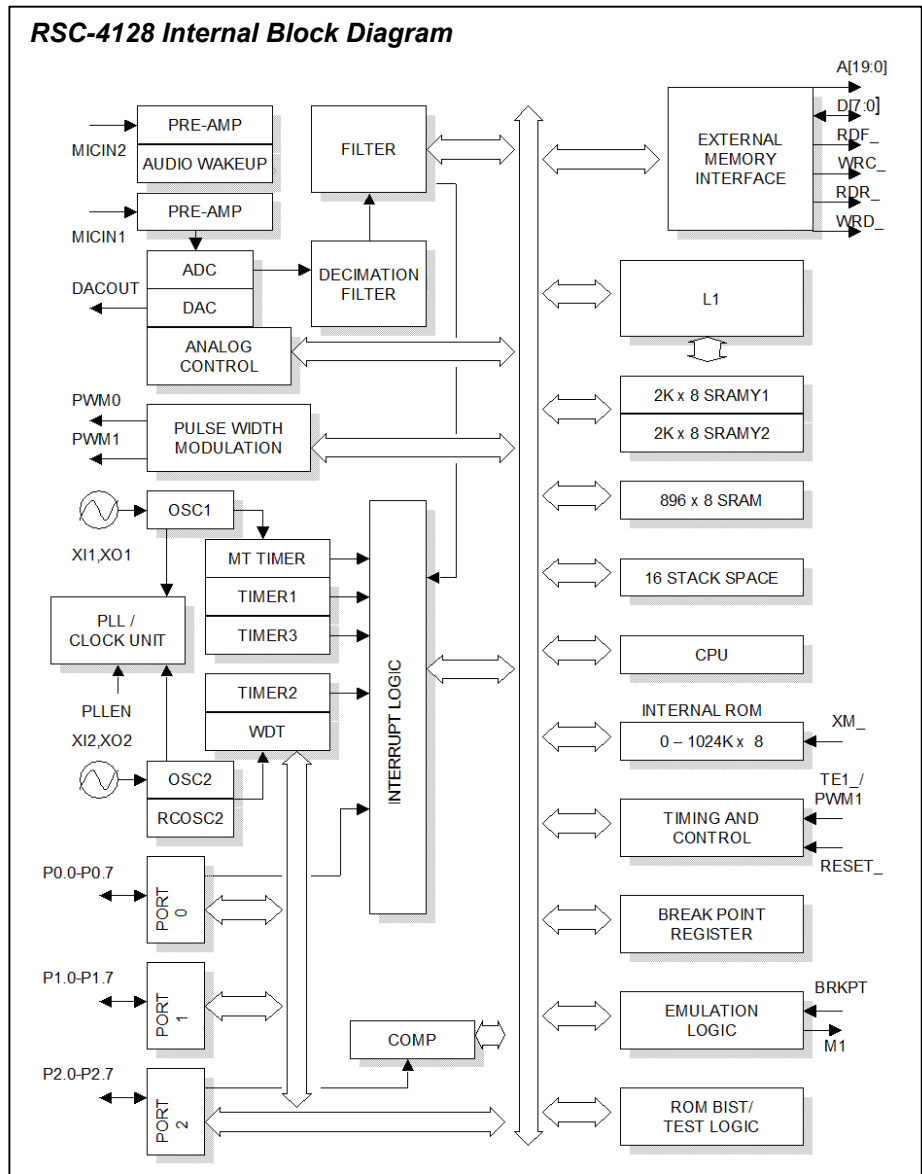 RSC-4128 Internal Block Diagram
MICIN2
PRE-AMP
AUDIO WAKEUP
MICIN1
PRE-AMP
DACOUT
ADC
DAC
ANALOG
CONTROL
FILTER
DECIMATION
FILTER
PWM0
PWM1
PULSE WIDTH
MODULATION
XI1,XO1
OSC1
MT TIMER
TIMER1
TIMER3
PLL /
CLOCK UNIT
PLLEN
TIMER2
WDT
XI2,XO2
OSC2
RCOSC2
INTERRUPT LOGIC
P0.0-P0.7
PORT
0
P1.0-P1.7
PORT
1
P2.0-P2.7
PORT
2
COMP
EXTERNAL
MEMORY
INTERFACE
A[19:0]
D[7:0]
RDF_
WRC_
RDR_
WRD_
L1
2K x 8 SRAMY1
2K x 8 SRAMY2
896 x 8 SRAM
16 STACK SPACE
CPU
INTERNAL ROM
0 – 1024K x 8
XM_
TIMING AND
CONTROL
TE1_/
PWM1
RESET_
BREAK POINT
REGISTER
EMULATION
LOGIC
BRKPT
M1
ROM BIST/
TEST LOGIC